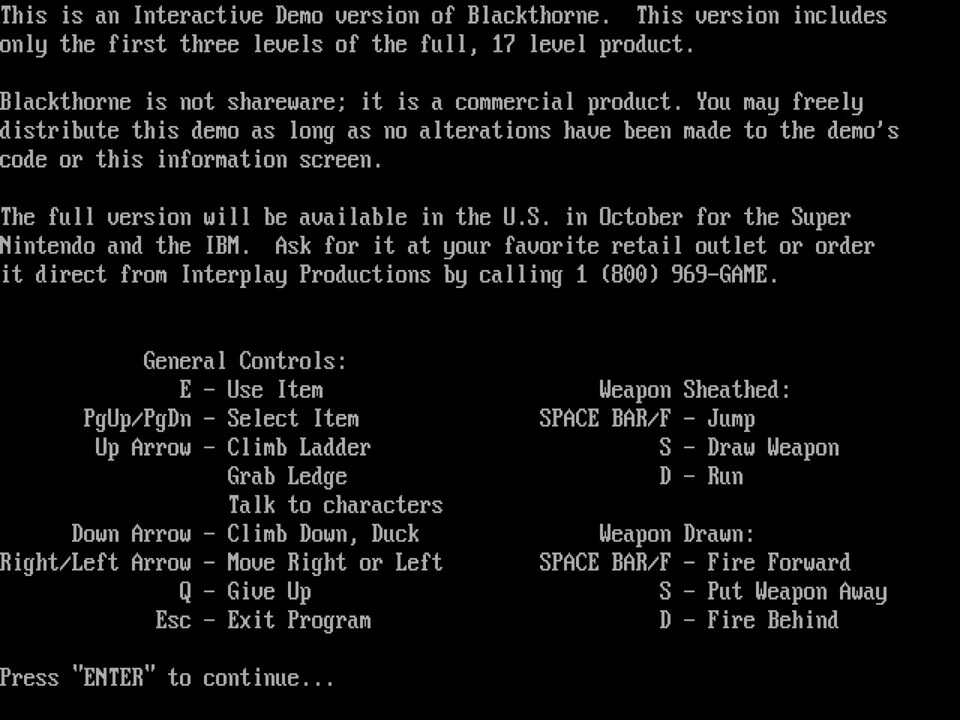 This is an Interactive Demo version of Blackthorne.  This version includes
only the first three levels of the full, 17 level product.

Blackthorne is not shareware; it is a commercial product. You may freely
distribute this demo as long as no alterations have been made to the demo's
code or this information screen.

The full version will be available in the U.S. in October for the Super
Nintendo and the IBM.  Ask for it at your favorite retail outlet or order
it direct from Interplay Productions by calling 1 (800) 969-GAME.

General Controls:
E - Use Item                       Weapon Sheathed:
PgUp/PgDn - Select Item               SPACE BAR/F - Jump
Up Arrow - Climb Ladder                        S - Draw Weapon
Grab Ledge                          D - Run
Talk to characters
Down Arrow - Climb Down, Duck               Weapon Drawn:
Right/Left Arrow - Move Right or Left        SPACE BAR/F - Fire Forward
Q - Give Up                             S - Put Weapon Away
Esc - Exit Program                        D - Fire Behind

Press "ENTER" to continue...